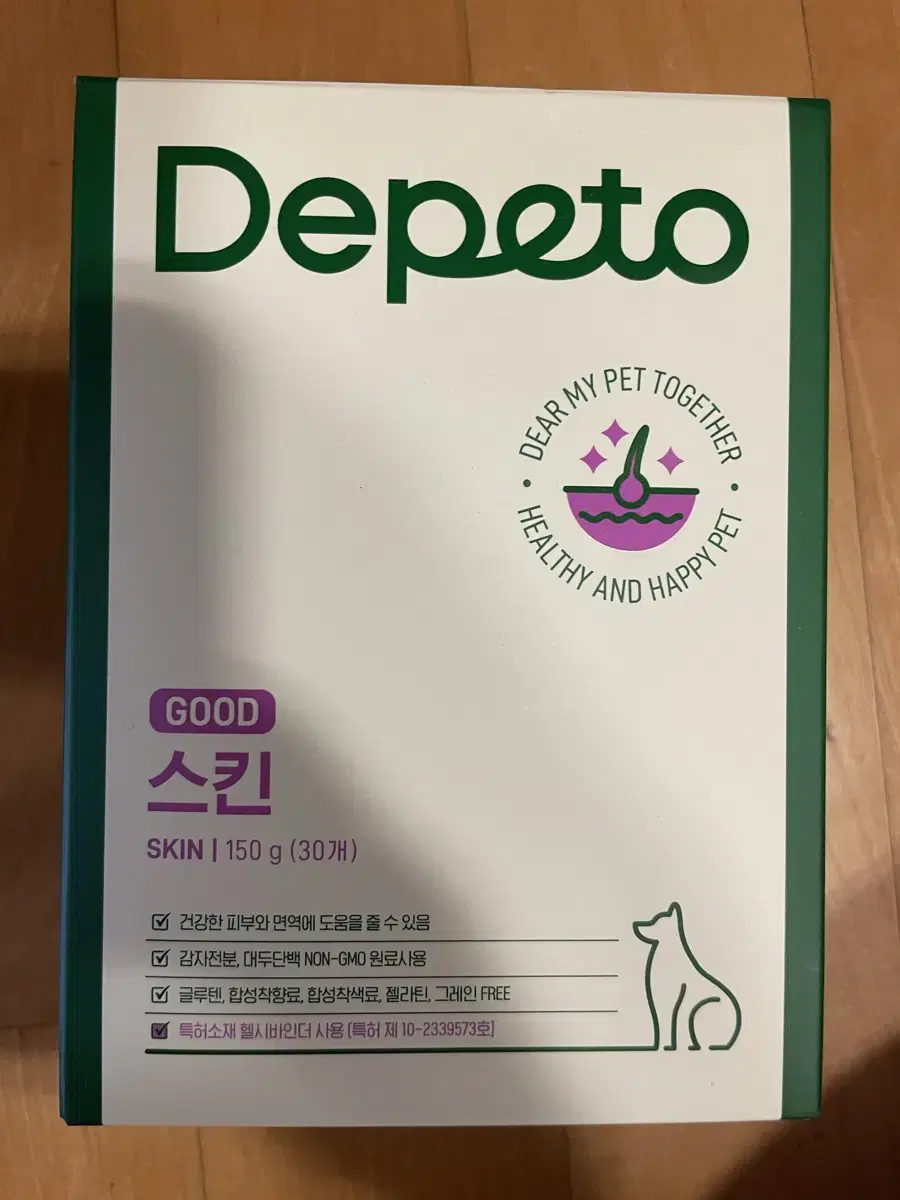 Depeto
DEAR MY PET TOGETHER
HEALTHY AND HAPPY PET
GOOD
스킨
SKIN | 150 g (30개)
건강한 피부와 면역에 도움을 줄 수 있음
감자전분, 대두단백 NON-GMO 원료사용
글루텐, 합성착향료, 합성착색료, 젤라틴, 그레인 FREE
특허소재 헬시바인더 사용 [특허 제 10-2339573호]